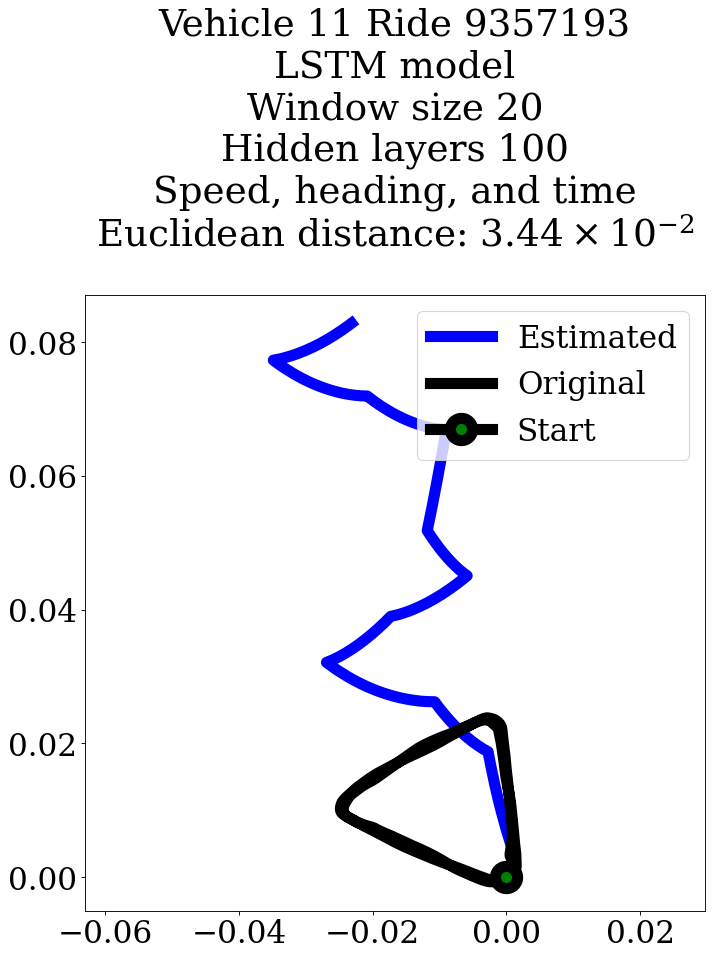 Vehicle 11 Ride 9357193
LSTM model
Window size 20
Hidden layers 100
Speed, heading, and time
Euclidean distance: 3.44 × 10⁻²
Estimated
Original
Start
0.08
0.06
0.04
0.02
0.00
−0.06 −0.04 −0.02 0.00 0.02